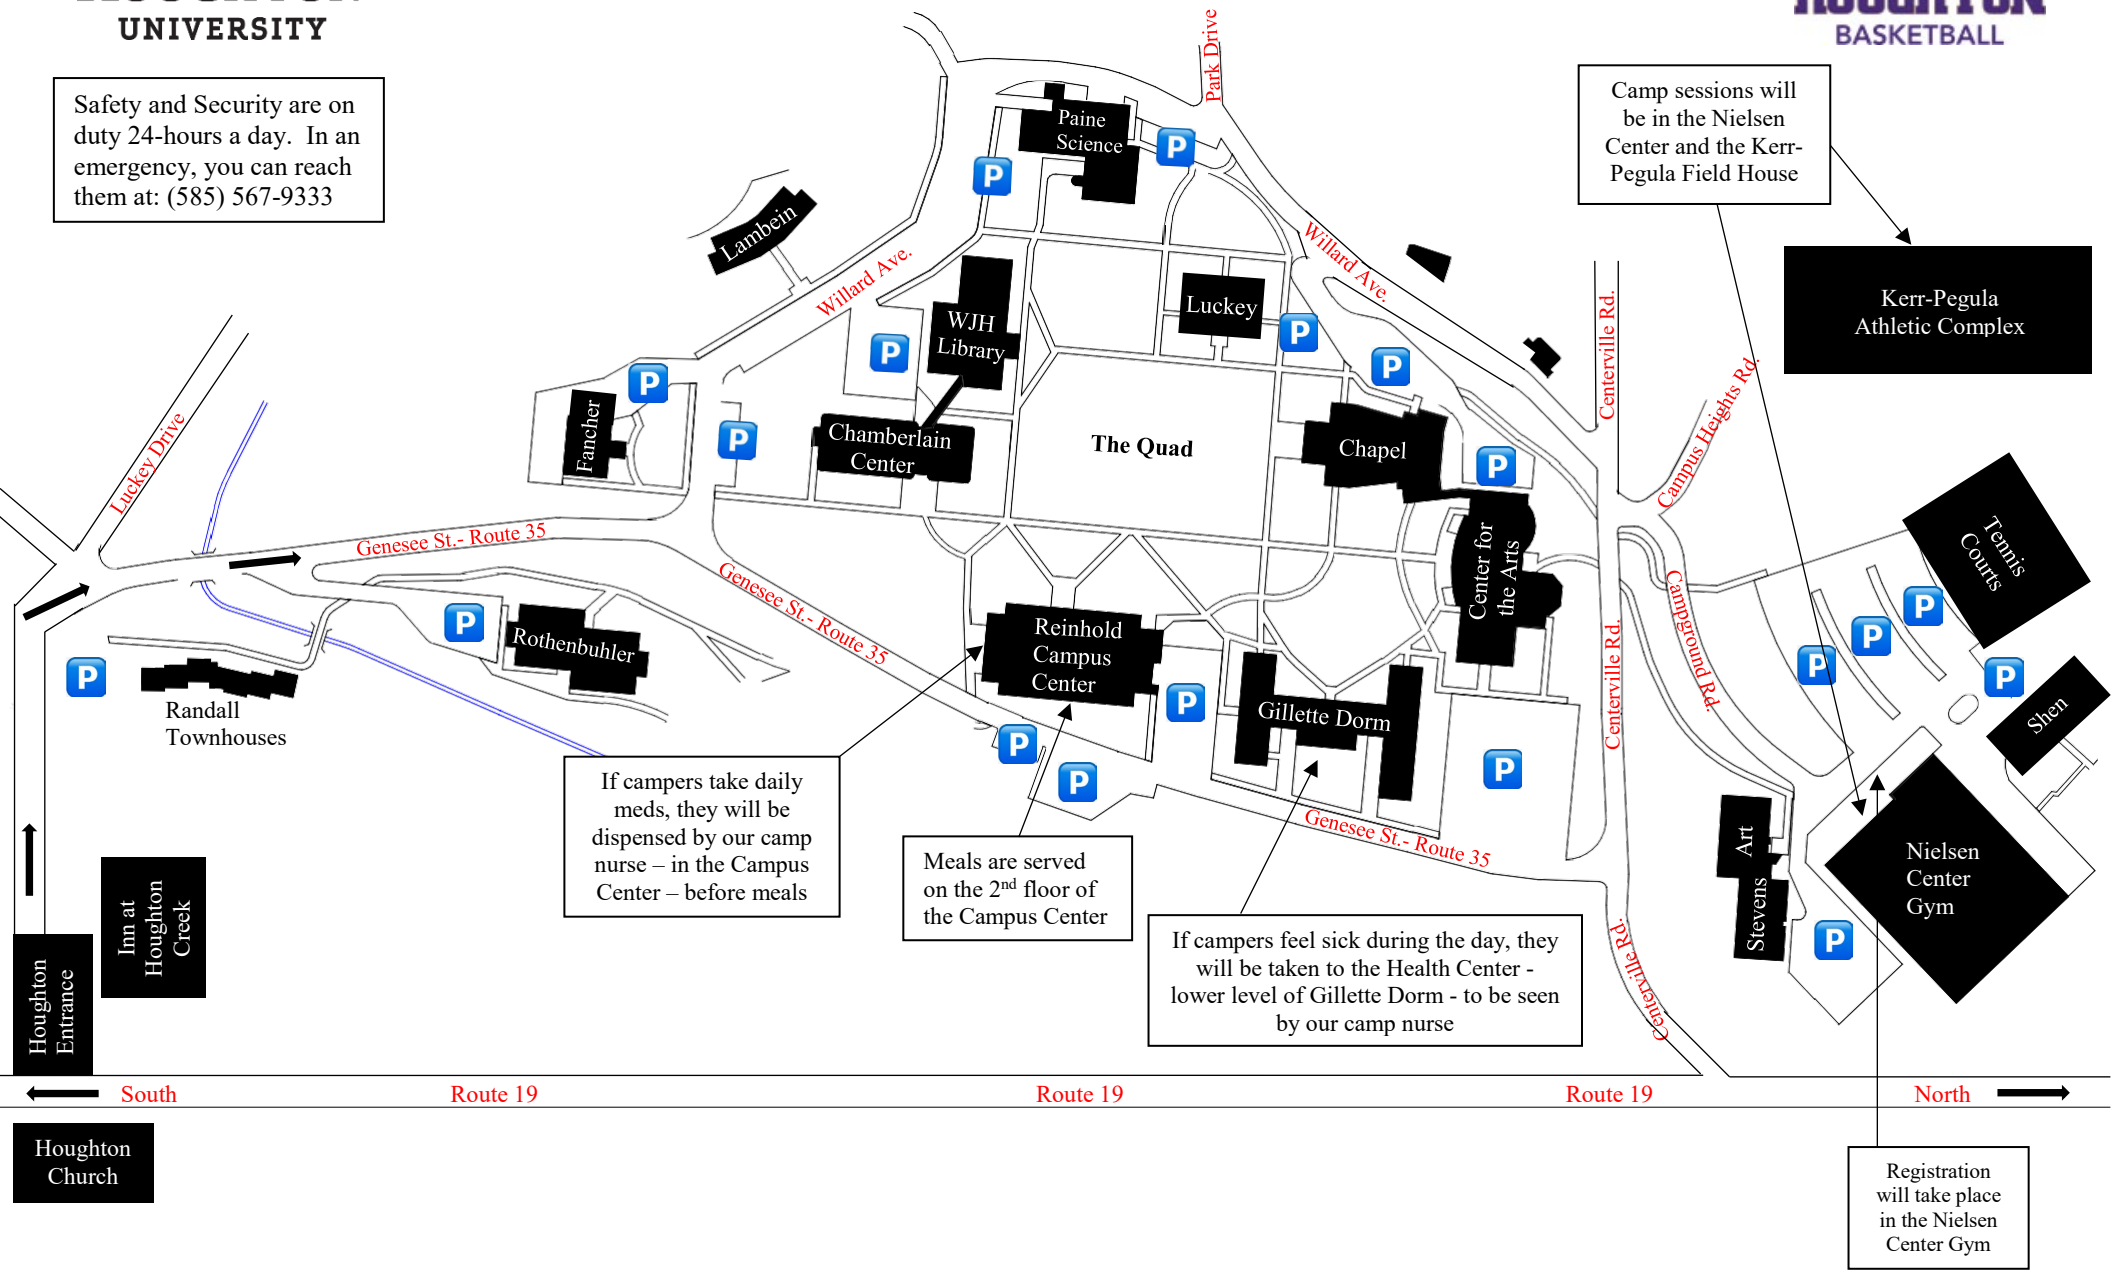 HOUGHTON
UNIVERSITY
HOUGHTON
BASKETBALL
Safety and Security are on
duty 24-hours a day.  In an
emergency, you can reach
them at: (585) 567-9333
Camp sessions will
be in the Nielsen
Center and the Kerr-
Pegula Field House
Park Drive
Paine
Science
P
P
Lambein
Willard Ave.
Willard Ave.
Kerr-Pegula
Athletic Complex
Luckey
WJH
Library
P
P
P
P
Centerville Rd.
Campus Heights Rd.
Fancher
P
Chamberlain
Center
The Quad
Chapel
P
Luckey Drive
Genesee St.- Route 35
Genesee St.- Route 35
Center for
the Arts
Tennis
Courts
P
P
P
P
Campground Rd.
Centerville Rd.
P
Rothenbuhler
Reinhold
Campus
Center
P
Randall
Townhouses
P
Gillette Dorm
Shen
P
P
P
Genesee St.- Route 35
If campers take daily
meds, they will be
dispensed by our camp
nurse – in the Campus
Center – before meals
Meals are served
on the 2nd floor of
the Campus Center
If campers feel sick during the day, they
will be taken to the Health Center -
lower level of Gillette Dorm - to be seen
by our camp nurse
Stevens Art
Nielsen
Center
Gym
P
Centerville Rd.
Inn at
Houghton
Creek
Houghton
Entrance
South
Route 19
Route 19
Route 19
North
Houghton
Church
Registration
will take place
in the Nielsen
Center Gym